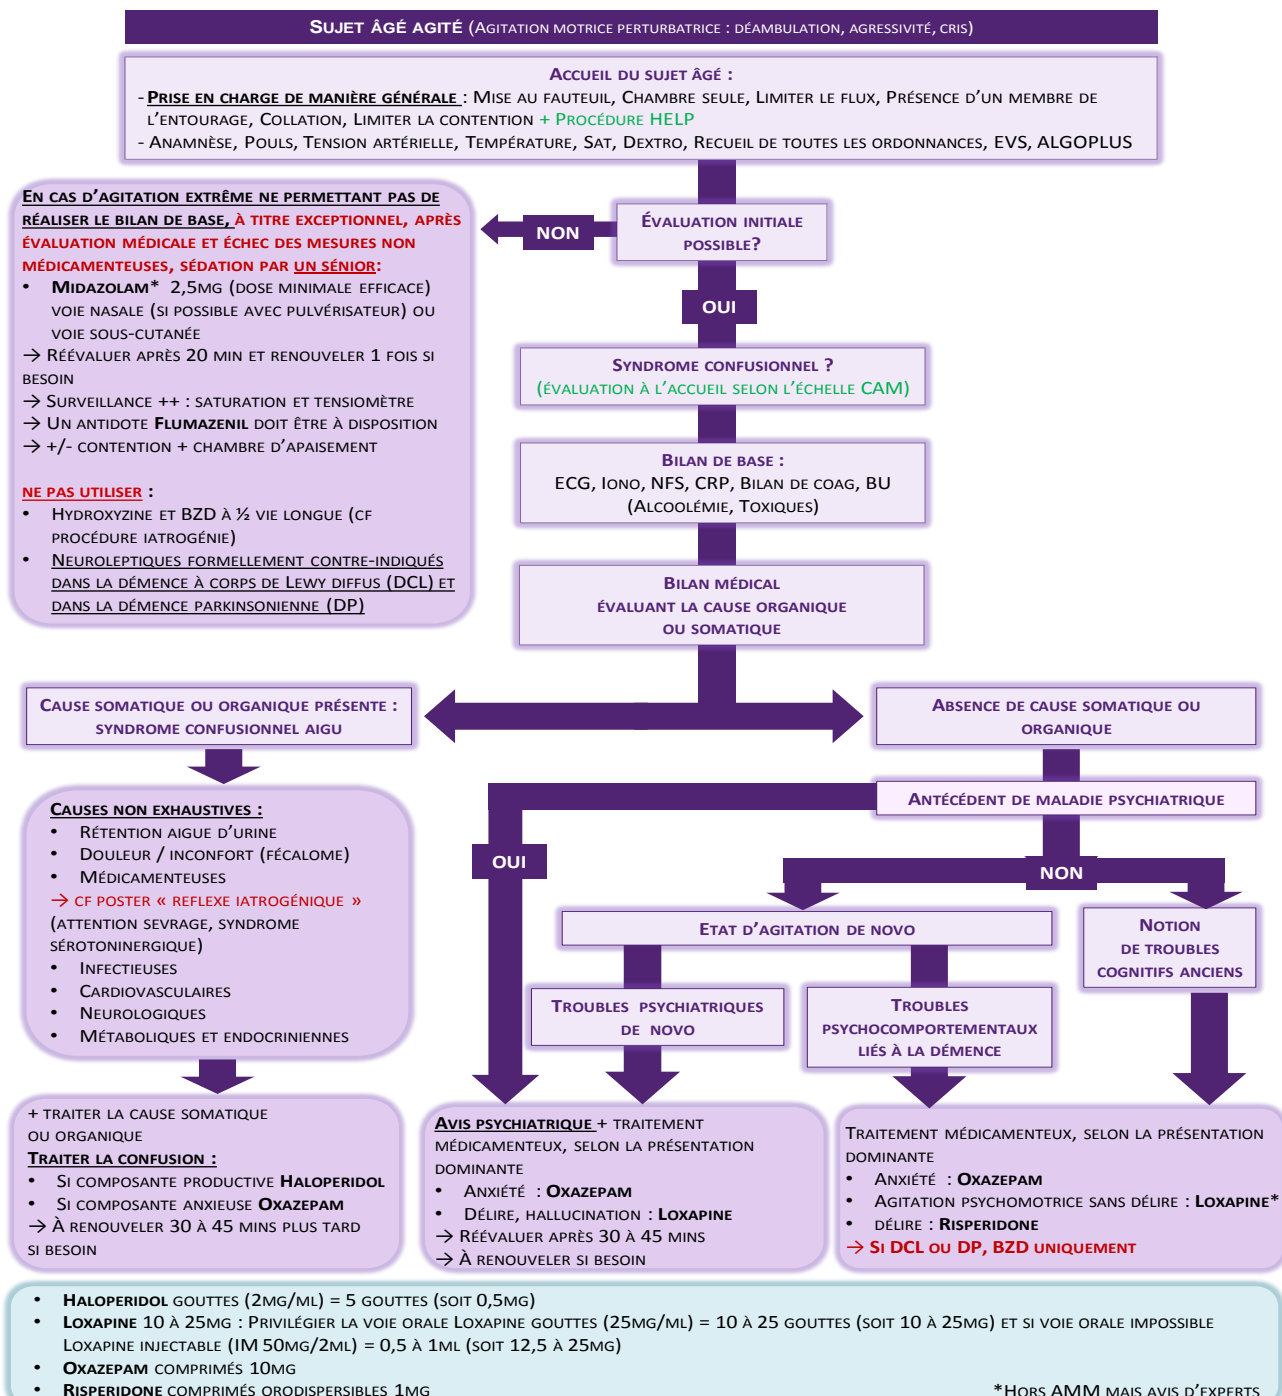 SUJET ÂGÉ AGITÉ (AGITATION MOTRICE PERTURBATRICE : DÉAMBULATION, AGRESSIVITÉ, CRIS)
ACCUEIL DU SUJET ÂGÉ :
- PRISE EN CHARGE DE MANIÈRE GÉNÉRALE : MISE AU FAUTEUIL, CHAMBRE SEULE, LIMITER LE FLUX, PRÉSENCE D'UN MEMBRE DE
L'ENTOURAGE, COLLATION, LIMITER LA CONTENTION + PROCÉDURE HELP
- ANAMNÈSE, POULS, TENSION ARTÉRIELLE, TEMPÉRATURE, SAT, DEXTRO, RECUEIL DE TOUTES LES ORDONNANCES, EVS, ALGOPLUS
EN CAS D'AGITATION EXTRÊME NE PERMETTANT PAS DE
RÉALISER LE BILAN DE BASE, À TITRE EXCEPTIONNEL, APRÈS
ÉVALUATION MÉDICALE ET ÉCHEC DES MESURES NON
MÉDICAMENTEUSES, SÉDATION PAR UN SÉNIOR:
• MIDAZOLAM* 2,5MG (DOSE MINIMALE EFFICACE)
VOIE NASALE (SI POSSIBLE AVEC PULVÉRISATEUR) OU
VOIE SOUS-CUTANÉE
→ RÉÉVALUER APRÈS 20 MIN ET RENOUVELER 1 FOIS SI
BESOIN
→ SURVEILLANCE ++ : SATURATION ET TENSIOMÈTRE
→ UN ANTIDOTE FLUMAZENIL DOIT ÊTRE À DISPOSITION
→ +/- CONTENTION + CHAMBRE D'APAISEMENT
NE PAS UTILISER :
• HYDROXYZINE ET BZD À ½ VIE LONGUE (CF
PROCÉDURE IATROGÉNIE)
• NEUROLEPTIQUES FORMELLEMENT CONTRE-INDIQUÉS
DANS LA DÉMENCE À CORPS DE LEWY DIFFUS (DCL) ET
DANS LA DÉMENCE PARKINSONIENNE (DP)
NON
ÉVALUATION INITIALE
POSSIBLE?
OUI
SYNDROME CONFUSIONNEL ?
(ÉVALUATION À L'ACCUEIL SELON L'ÉCHELLE CAM)
BILAN DE BASE :
ECG, IONO, NFS, CRP, BILAN DE COAG, BU
(ALCOOLÉMIE, TOXIQUES)
BILAN MÉDICAL
ÉVALUANT LA CAUSE ORGANIQUE
OU SOMATIQUE
CAUSE SOMATIQUE OU ORGANIQUE PRÉSENTE :
SYNDROME CONFUSIONNEL AIGU
ABSENCE DE CAUSE SOMATIQUE OU
ORGANIQUE
CAUSES NON EXHAUSTIVES :
• RÉTENTION AIGUE D'URINE
• DOULEUR / INCONFORT (FÉCALOME)
• MÉDICAMENTEUSES
→ CF POSTER « REFLEXE IATROGÉNIQUE »
(ATTENTION SEVRAGE, SYNDROME
SÉROTONINERGIQUE)
• INFECTIEUSES
• CARDIOVASCULAIRES
• NEUROLOGIQUES
• MÉTABOLIQUES ET ENDOCRINIENNES
ANTÉCÉDENT DE MALADIE PSYCHIATRIQUE
OUI
NON
ETAT D'AGITATION DE NOVO
NOTION
DE TROUBLES
COGNITIFS ANCIENS
TROUBLES PSYCHIATRIQUES
DE NOVO
TROUBLES
PSYCHOCOMPORTEMENTAUX
LIÉS À LA DÉMENCE
+ TRAITER LA CAUSE SOMATIQUE
OU ORGANIQUE
TRAITER LA CONFUSION :
• SI COMPOSANTE PRODUCTIVE HALOPERIDOL
• SI COMPOSANTE ANXIEUSE OXAZEPAM
→ À RENOUVELER 30 À 45 MINS PLUS TARD
SI BESOIN
AVIS PSYCHIATRIQUE + TRAITEMENT
MÉDICAMENTEUX, SELON LA PRÉSENTATION
DOMINANTE
• ANXIÉTÉ : OXAZEPAM
• DÉLIRE, HALLUCINATION : LOXAPINE
→ RÉÉVALUER APRÈS 30 À 45 MINS
→ À RENOUVELER SI BESOIN
TRAITEMENT MÉDICAMENTEUX, SELON LA PRÉSENTATION
DOMINANTE
• ANXIÉTÉ : OXAZEPAM
• AGITATION PSYCHOMOTRICE SANS DÉLIRE : LOXAPINE*
• DÉLIRE : RISPERIDONE
→ SI DCL OU DP, BZD UNIQUEMENT
• HALOPERIDOL GOUTTES (2MG/ML) = 5 GOUTTES (SOIT 0,5MG)
• LOXAPINE 10 À 25MG : PRIVILÉGIER LA VOIE ORALE LOXAPINE GOUTTES (25MG/ML) = 10 À 25 GOUTTES (SOIT 10 À 25MG) ET SI VOIE ORALE IMPOSSIBLE
LOXAPINE INJECTABLE (IM 50MG/2ML) = 0,5 À 1ML (SOIT 12,5 À 25MG)
• OXAZEPAM COMPRIMÉS 10MG
• RISPERIDONE COMPRIMÉS ORODISPERSIBLES 1MG
*HORS AMM MAIS AVIS D'EXPERTS